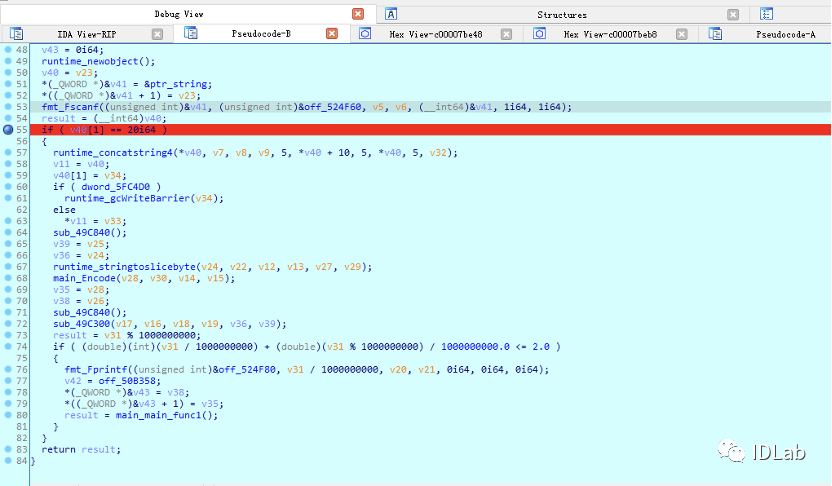 Debug View
Structures
IDA View-RIP
Pseudocode-B
Hex View-c00007be48
Hex View-c00007beb8
Pseudocode-A
48 v43 = 0i64;
49 runtime_newobject();
50 v40 = v23;
51 *(_QWORD *)&v41 = &ptr_string;
52 *((_QWORD *)&v41 + 1) = v23;
53 fmt_Fscanf((unsigned int)&v41, (unsigned int)&off_524F60, v5, v6, (__int64)&v41, 1i64, 1i64);
54 result = (__int64)v40;
55 if ( v40[1] == 20i64 )
56 {
57 runtime_concatstring4(*v40, v7, v8, v9, 5, *v40 + 10, 5, *v40, 5, v32);
58 v11 = v40;
59 v40[1] = v34;
60 if ( dword_5FC4D0 )
61 runtime_gcWriteBarrier(v34);
62 else
63 *v11 = v33;
64 sub_49C840();
65 v39 = v25;
66 v36 = v24;
67 runtime_stringtoslicebyte(v24, v22, v12, v13, v27, v29);
68 main_Encode(v28, v30, v14, v15);
69 v35 = v28;
70 v38 = v26;
71 sub_49C840();
72 sub_49C300(v17, v16, v18, v19, v36, v39);
73 result = v31 % 1000000000;
74 if ( (double)(int)(v31 / 1000000000) + (double)(v31 % 1000000000) / 1000000000.0 <= 2.0 )
75 {
76 fmt_Fprintf((unsigned int)&off_524F80, v31 / 1000000000, v20, v21, 0i64, 0i64, 0i64);
77 v42 = off_50B358;
78 *(_QWORD *)&v43 = v38;
79 *((_QWORD *)&v43 + 1) = v35;
80 result = main_main_func1();
81 }
82 }
83 return result;
84 }
IDLab